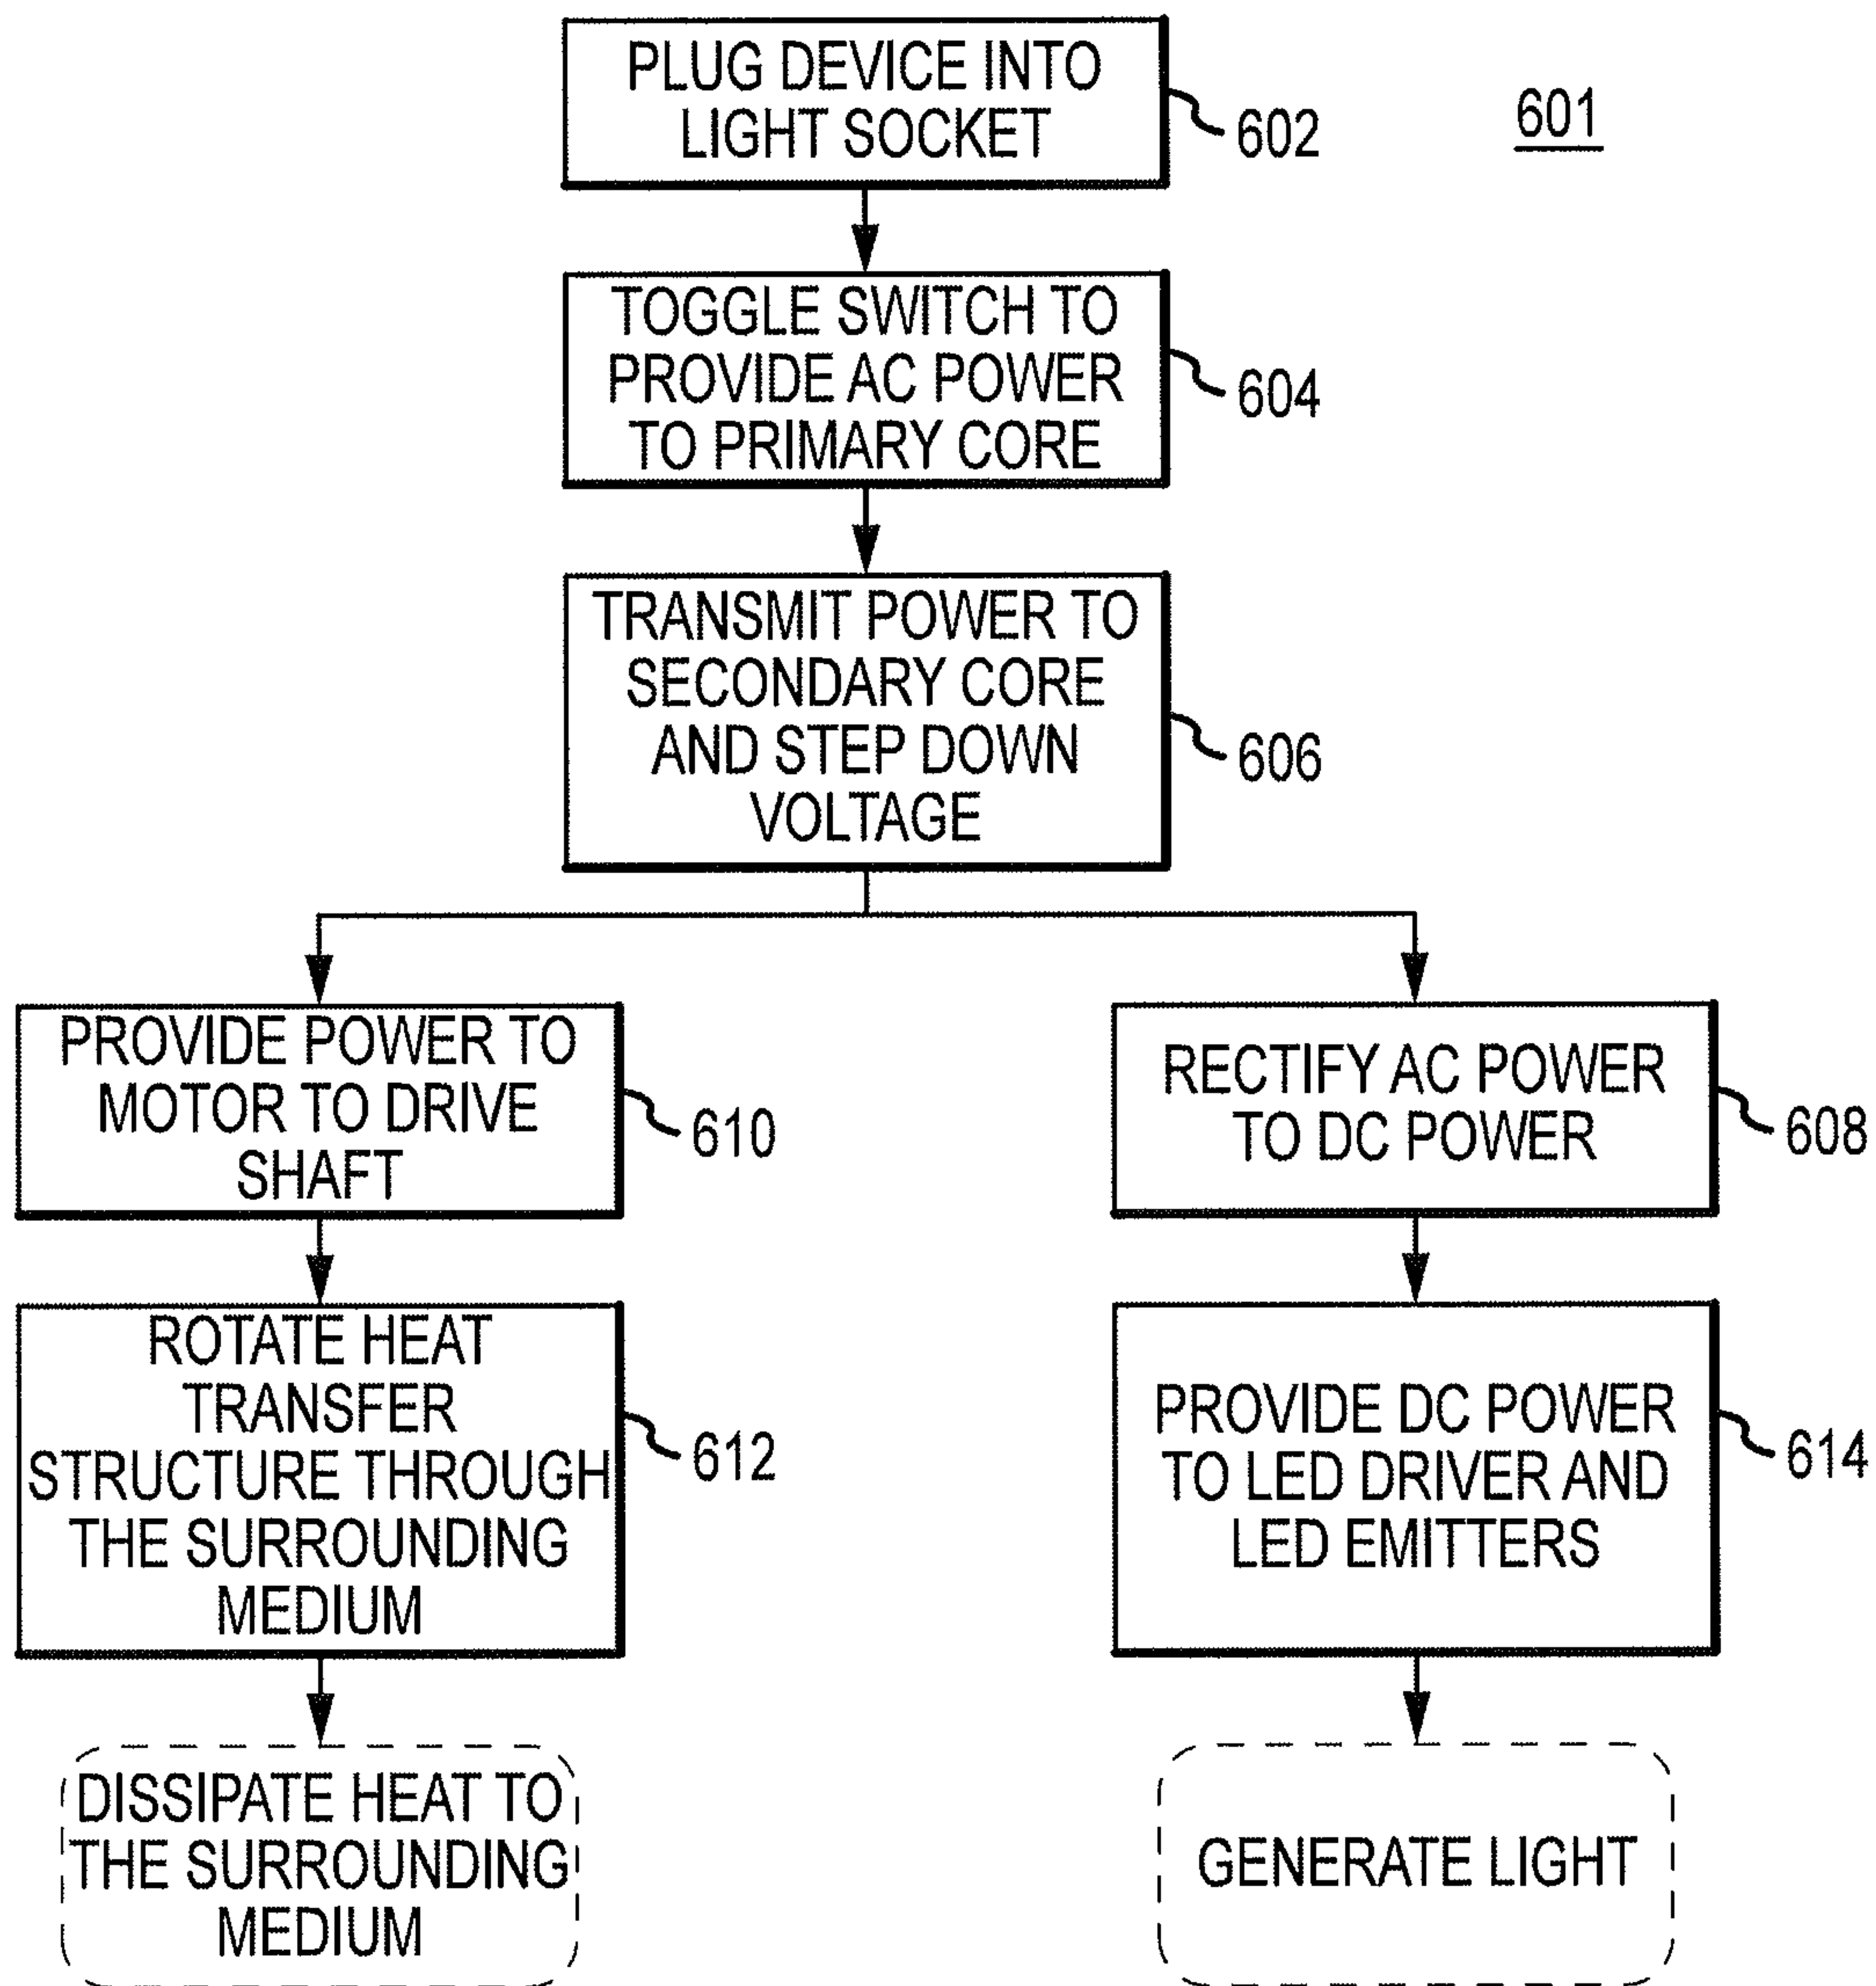 PLUG DEVICE INTO
LIGHT SOCKET
602
601
TOGGLE SWITCH TO
PROVIDE AC POWER
TO PRIMARY CORE
604
TRANSMIT POWER TO
SECONDARY CORE
AND STEP DOWN
VOLTAGE
606
PROVIDE POWER TO
MOTOR TO DRIVE
SHAFT
610
RECTIFY AC POWER
TO DC POWER
608
ROTATE HEAT
TRANSFER
STRUCTURE THROUGH
THE SURROUNDING
MEDIUM
612
PROVIDE DC POWER
TO LED DRIVER AND
LED EMITTERS
614
DISSIPATE HEAT TO
THE SURROUNDING
MEDIUM
GENERATE LIGHT